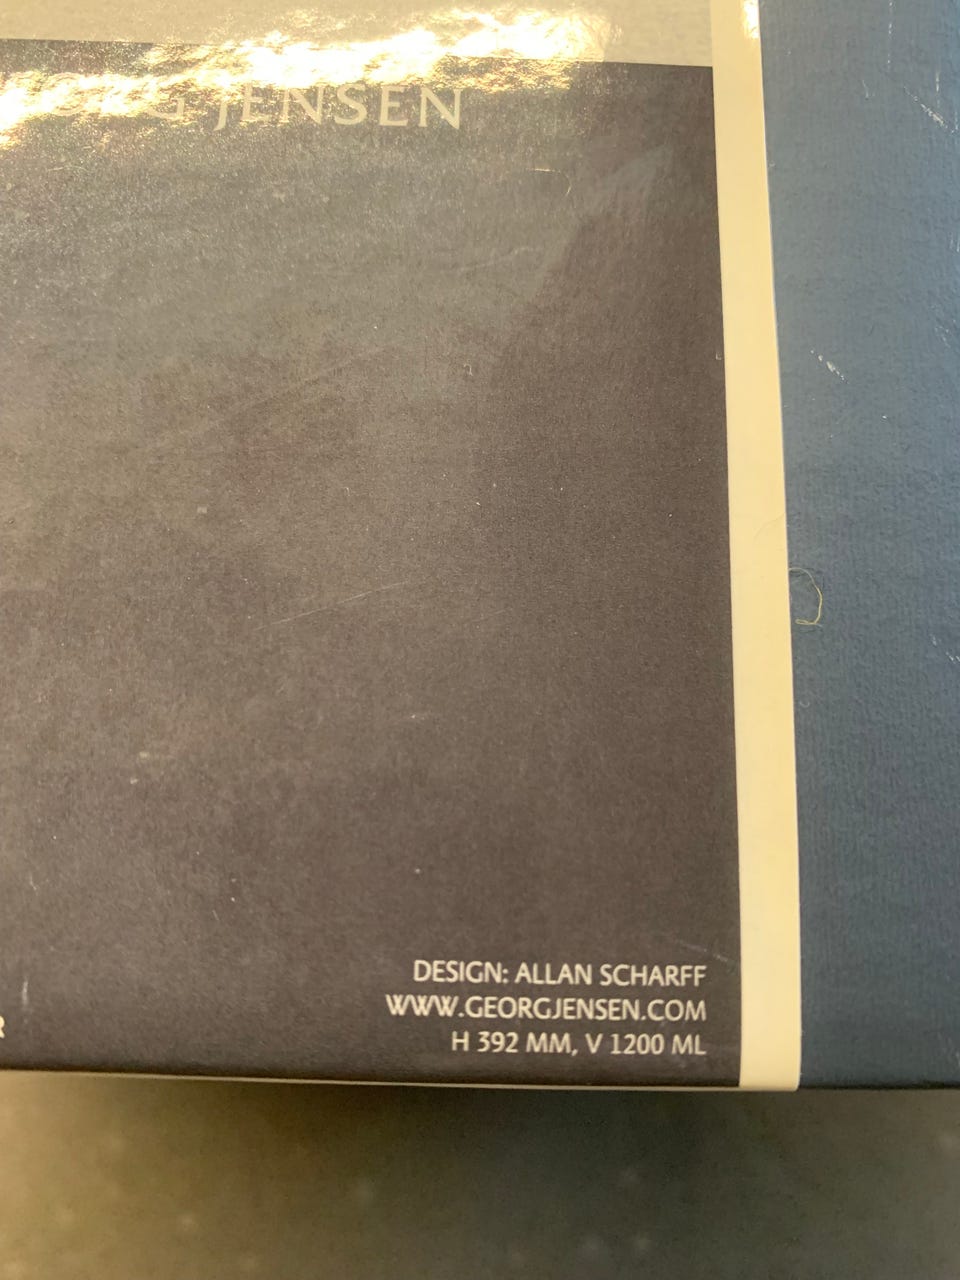 JENSEN
DESIGN: ALLAN SCHARFF
WWW.GEORGJENSEN.COM
H 392 MM, V 1200 ML